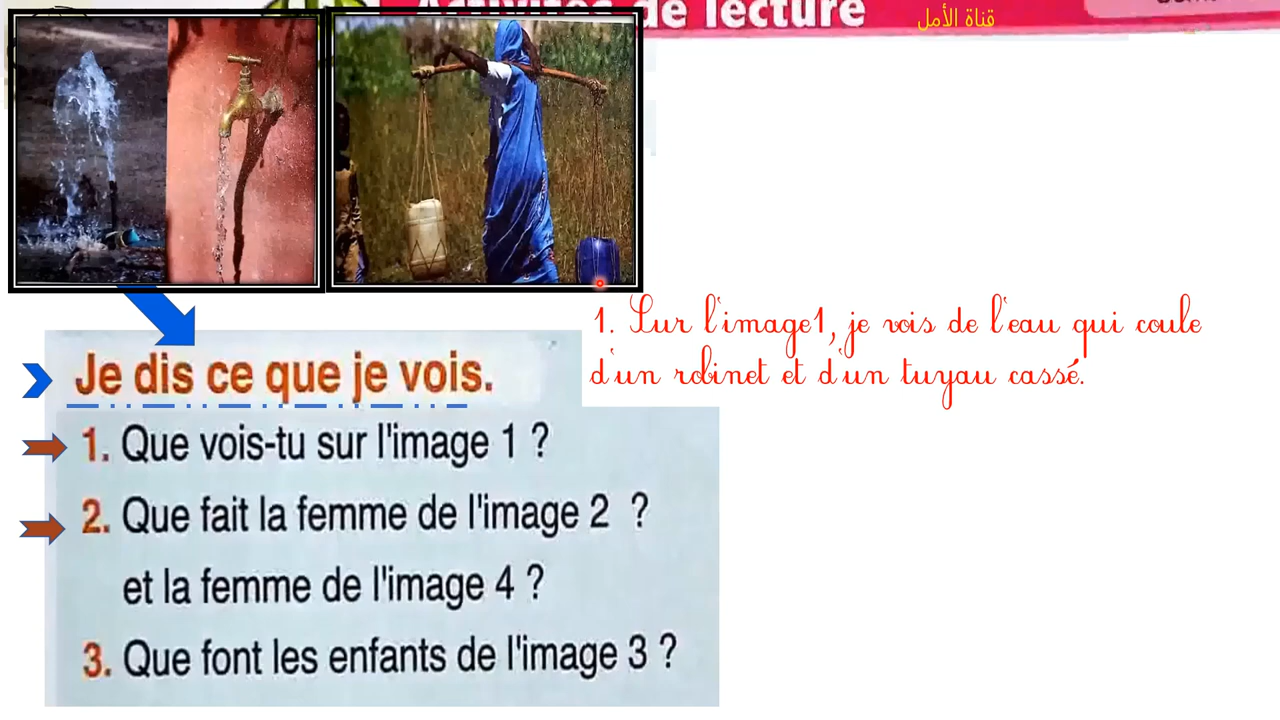 Activités de lecture
قناة الأمل
1. Sur l'image1, je vois de l'eau qui coule
d'un robinet et d'un tuyau cassé.
Je dis ce que je vois.
1. Que vois-tu sur l'image 1 ?
2. Que fait la femme de l'image 2 ?
et la femme de l'image 4 ?
3. Que font les enfants de l'image 3 ?